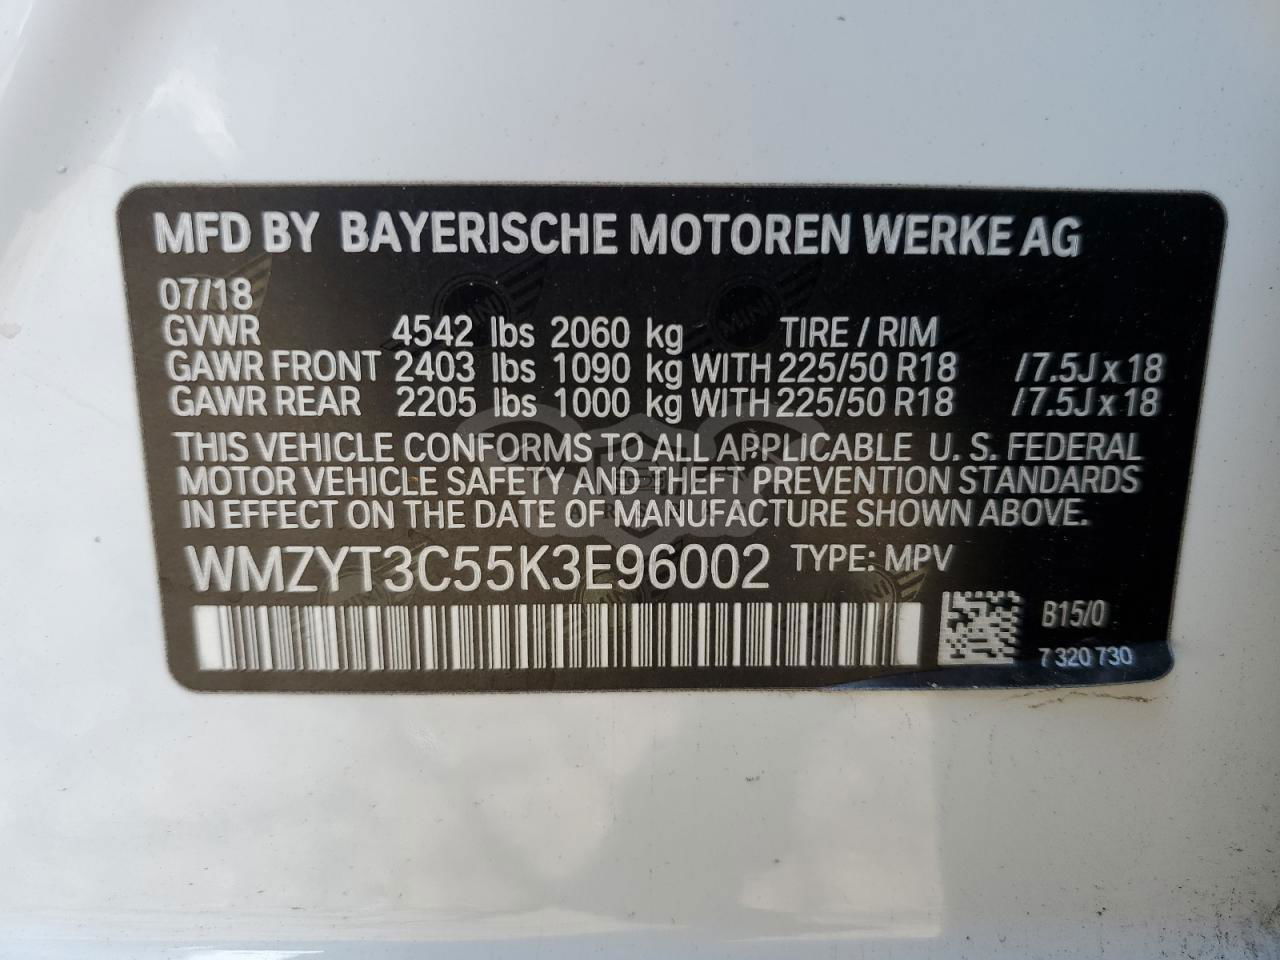 MFD BY BAYERISCHE MOTOREN WERKE AG
07/18
GVWR 4542 lbs 2060 kg TIRE / RIM
GAWR FRONT 2403 lbs 1090 kg WITH 225/50 R18 / 7.5J x 18
GAWR REAR 2205 lbs 1000 kg WITH 225/50 R18 / 7.5J x 18
THIS VEHICLE CONFORMS TO ALL APPLICABLE U. S. FEDERAL
MOTOR VEHICLE SAFETY AND THEFT PREVENTION STANDARDS
IN EFFECT ON THE DATE OF MANUFACTURE SHOWN ABOVE.
WMZYT3C55K3E96002 TYPE: MPV
B15/0
7 320 730